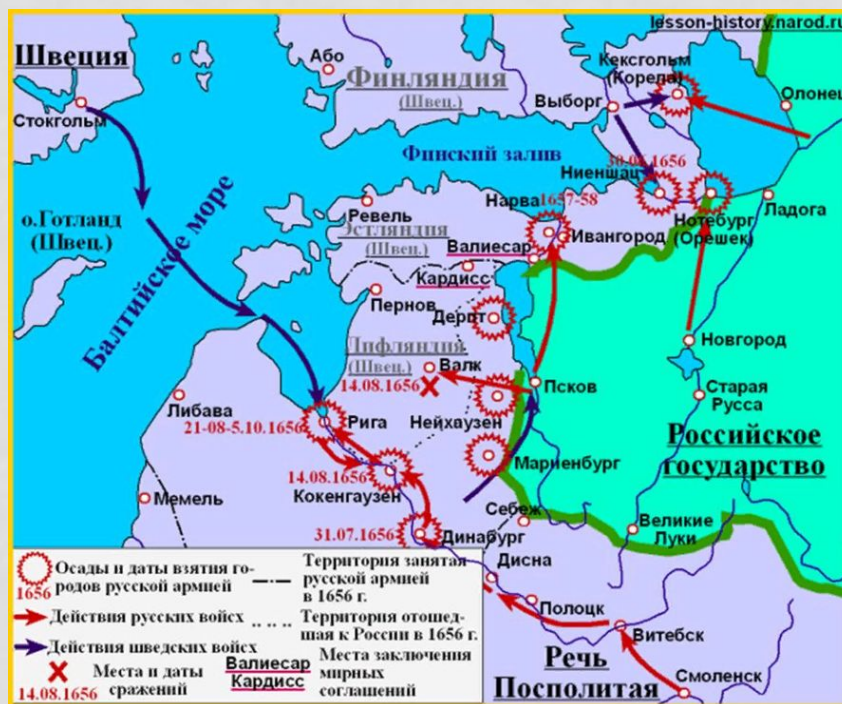 lesson-history.narod.ru
Швеция
Або
Финляндия
(Швец.)
Кексгольм
(Корела)
Олонец
Выборг
Стокгольм
Финский залив
30.06.1656
Ниеншац
Нарва
1657-58
о.Готланд
(Швец.)
Балтийское море
Ревель
Эстляндия
(Швец.)
Ивангород
Нотебург
(Орешек)
Ладога
Валиесар
Кардисс
Пернов
Дерпт
Новгород
Лифляндия
(Швец.)
Валк
14.08.1656
Псков
Старая
Русса
Либава
Рига
21-08-5.10.1656
Нейхаузен
Российское
государство
14.08.1656
Кокенгаузен
Мариенбург
Мемель
Себеж
Великие
Луки
31.07.1656
Динабург
Дисна
Полоцк
Витебск
Речь
Посполитая
Смоленск
Осады и даты взятия го-
1656 родов русской армией
Действия русских войсх
Действия шведских войсх
Места и даты
14.08.1656 сражений
Территория занятая
русской армией
в 1656 г.
Территория отошед-
шая к России в 1656 г.
Валиесар
Кардисс
Места заключения
мирных
соглашений